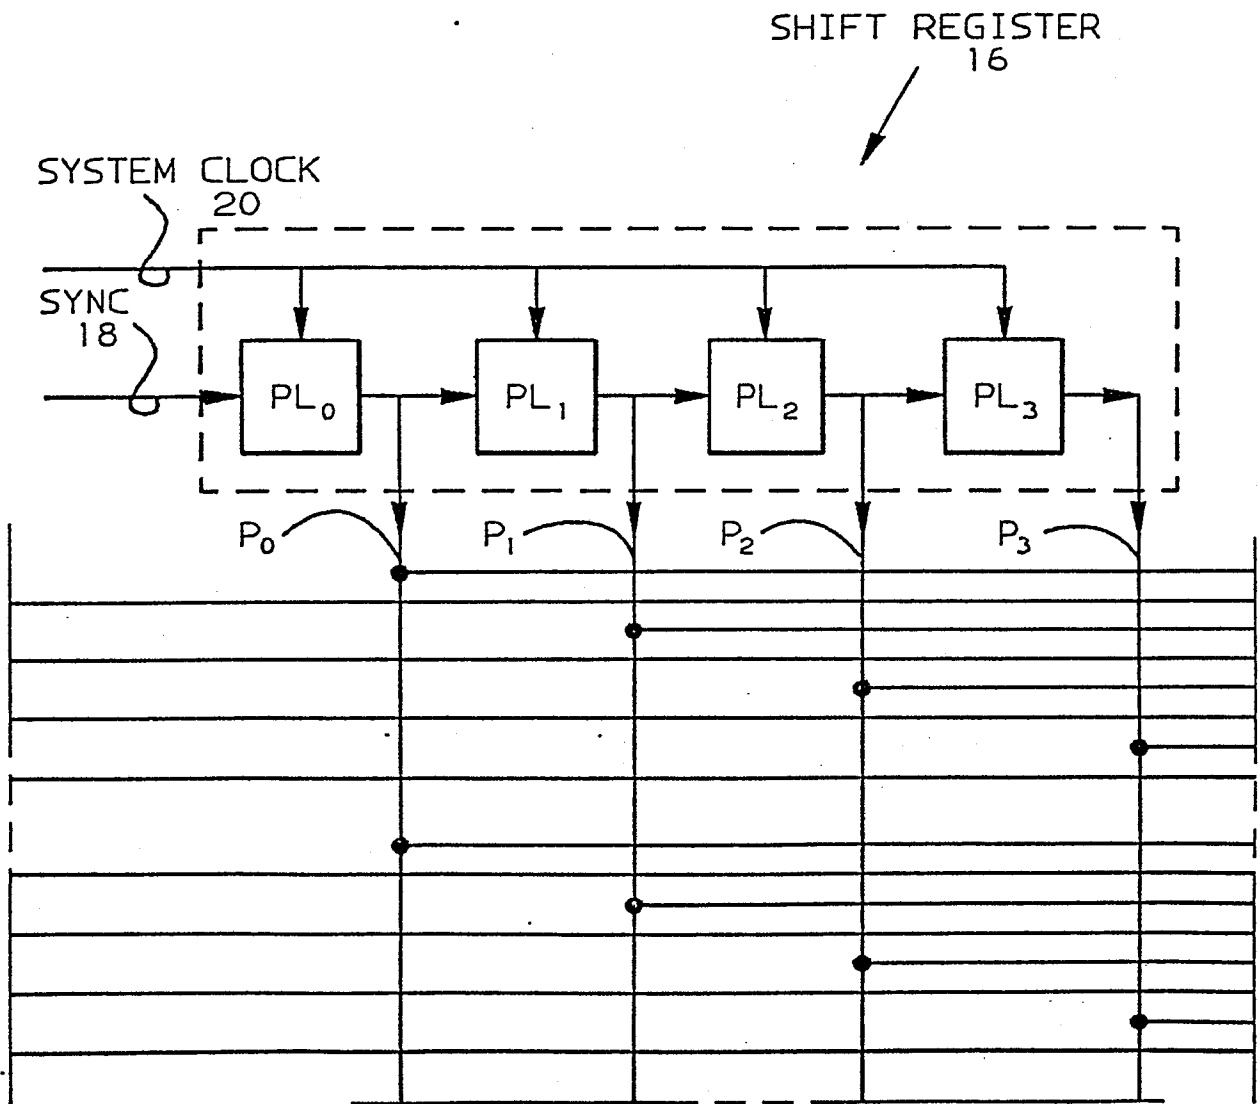 SHIFT REGISTER
16
SYSTEM CLOCK
20
SYNC
18
PL₀ PL₁ PL₂ PL₃
P₀ P₁ P₂ P₃